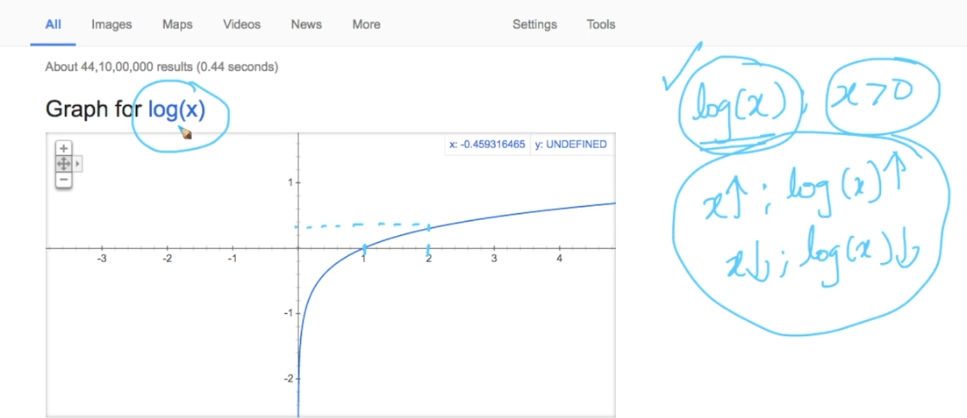 All Images Maps Videos News More Settings Tools
About 44,10,00,000 results (0.44 seconds)
Graph for log(x)
x: -0.459316465 y: UNDEFINED
1
-3 -2 -1 1 2 3 4
-1
-2
log(x), x>0
x↑; log(x)↑
x↓; log(x)↓